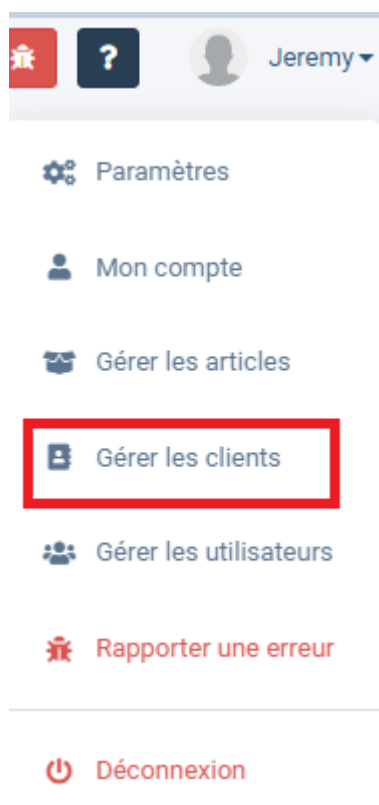 ? Jeremy
Paramètres
Mon compte
Gérer les articles
Gérer les clients
Gérer les utilisateurs
Rapporter une erreur
Déconnexion